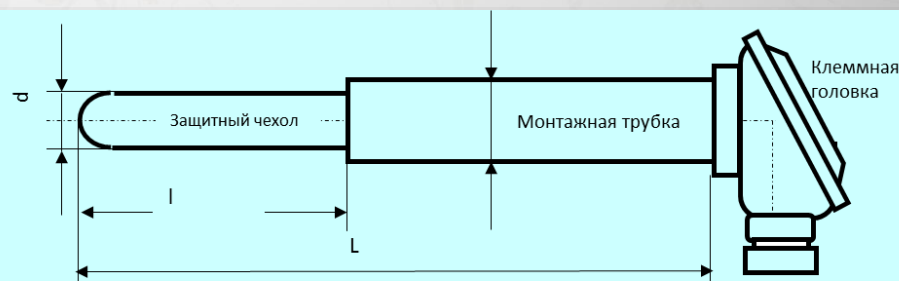 Клеммная
головка
d
Защитный чехол
Монтажная трубка
l
L